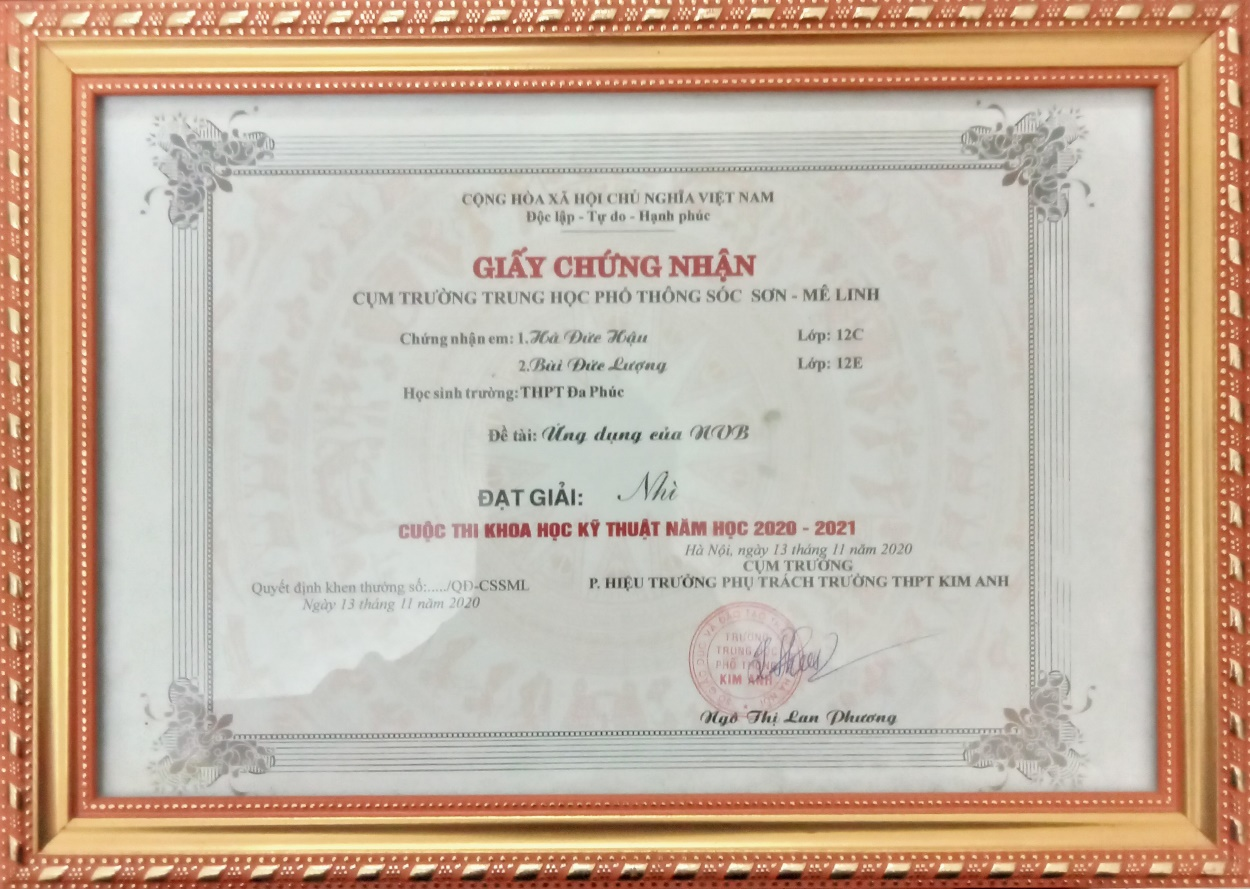 CỘNG HÒA XÃ HỘI CHỦ NGHĨA VIỆT NAM
Độc lập - Tự do - Hạnh phúc
GIẤY CHỨNG NHẬN
CỤM TRƯỜNG TRUNG HỌC PHỔ THÔNG SÓC SƠN - MÊ LINH
Chứng nhận em: 1.Hà Đức Hậu Lớp: 12C
2.Bùi Đức Lượng Lớp: 12E
Học sinh trường: THPT Đa Phúc
Đề tài: Ứng dụng của NVB
ĐẠT GIẢI: Nhì
CUỘC THI KHOA HỌC KỸ THUẬT NĂM HỌC 2020 - 2021
Hà Nội, ngày 13 tháng 11 năm 2020
CỤM TRƯỞNG
Quyết định khen thưởng số:...../QĐ-CSSML P. HIỆU TRƯỞNG PHỤ TRÁCH TRƯỜNG THPT KIM ANH
Ngày 13 tháng 11 năm 2020
TRƯỜNG
TRUNG HỌC
PHỔ THÔNG
KIM ANH
Ngô Thị Lan Phương